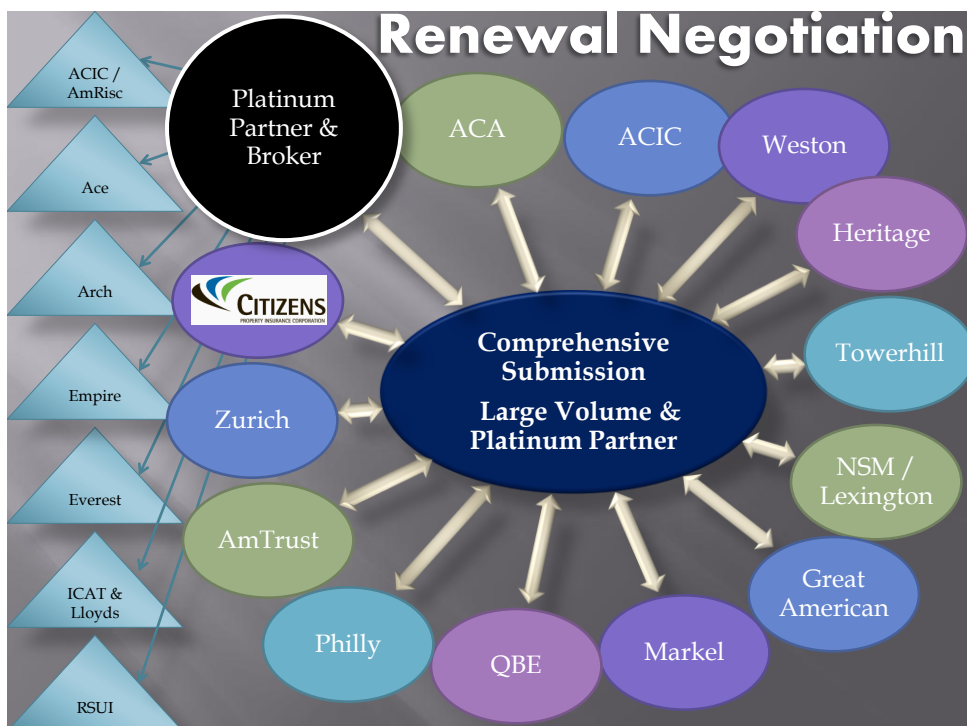 Renewal Negotiation
ACIC /
AmRisc
Ace
Arch
Empire
Everest
ICAT &
Lloyds
RSUI
Platinum
Partner &
Broker
ACA
ACIC
Weston
Heritage
Towerhill
NSM /
Lexington
Great
American
Markel
QBE
Philly
AmTrust
Zurich
CITIZENS
PROPERTY INSURANCE CORPORATION
Comprehensive
Submission
Large Volume &
Platinum Partner